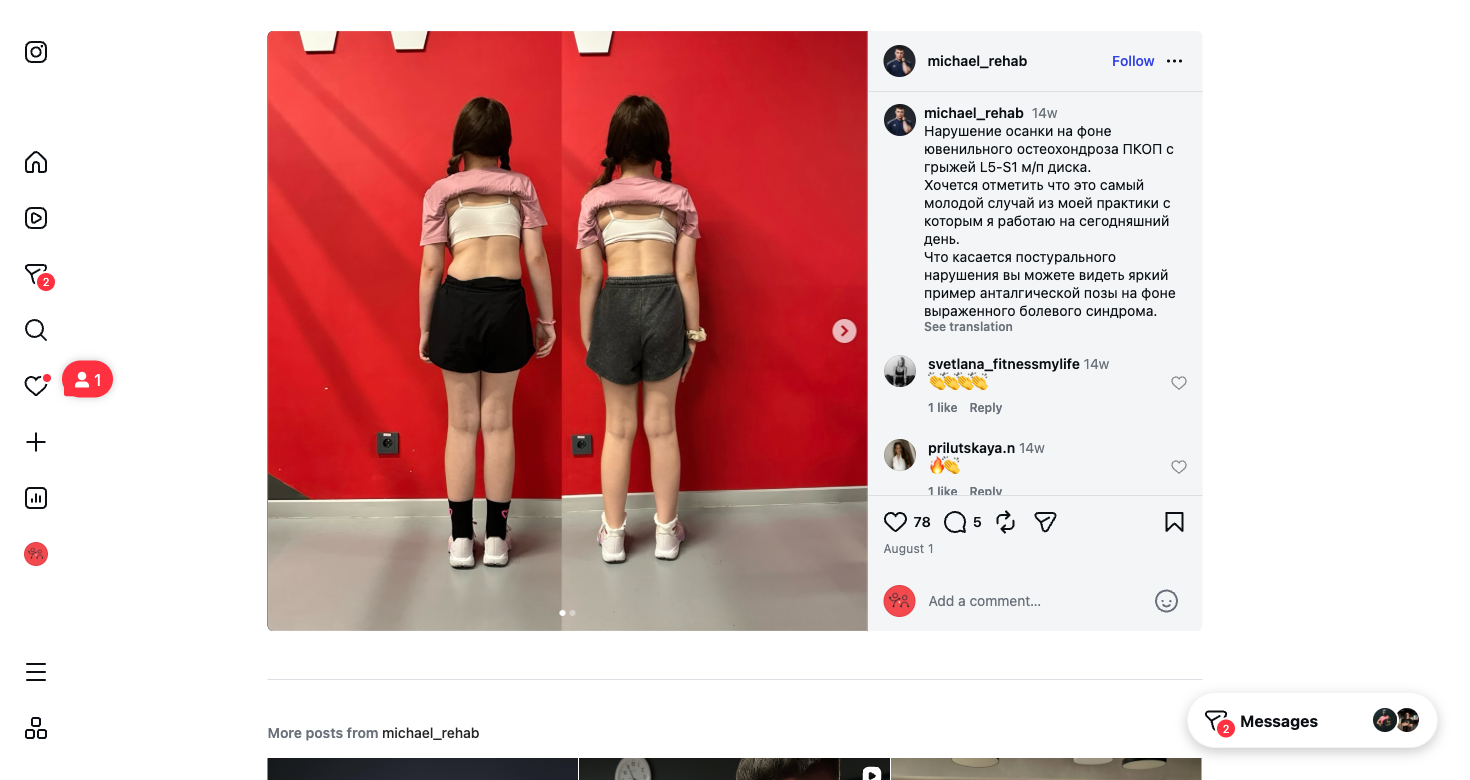 michael_rehab
Follow
michael_rehab 14w
Нарушение осанки на фоне
ювенильного остеохондроза ПКОП с
грыжей L5-S1 м/п диска.
Хочется отметить что это самый
молодой случай из моей практики с
которым я работаю на сегодняшний
день.
Что касается постурального
нарушения вы можете видеть яркий
пример анталгической позы на фоне
выраженного болевого синдрома.
See translation
svetlana_fitnessmylife 14w
👏👏👏👏
1 like Reply
prilutskaya.n 14w
🔥👏
1 like Reply
78 5
August 1
Add a comment...
2
1
More posts from michael_rehab
2 Messages